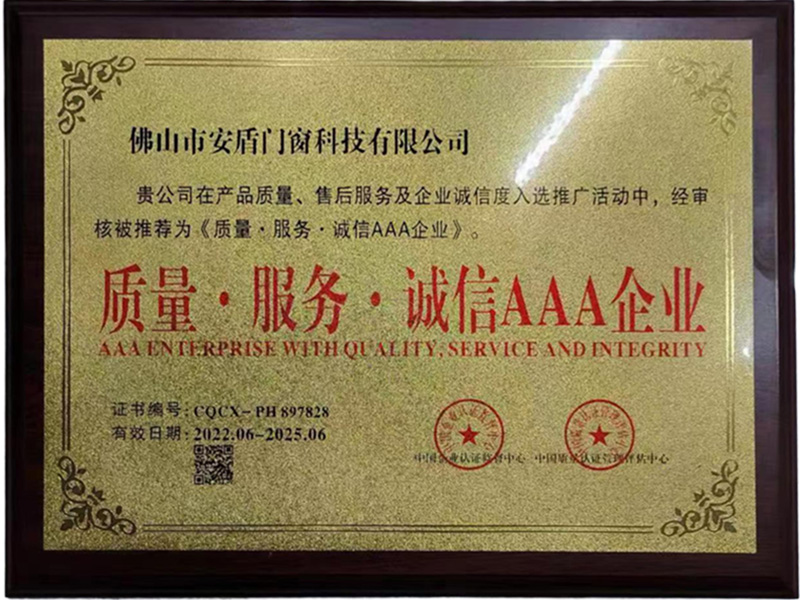 佛山市安盾门窗科技有限公司
贵公司在产品质量、售后服务及企业诚信度入选推广活动中，经审
核被推荐为《质量·服务·诚信AAA企业》。
质量·服务·诚信AAA企业
AAA ENTERPRISE WITH QUALITY, SERVICE AND INTEGRITY
证书编号：CQCX-PH 897828
有效日期：2022.06-2025.06